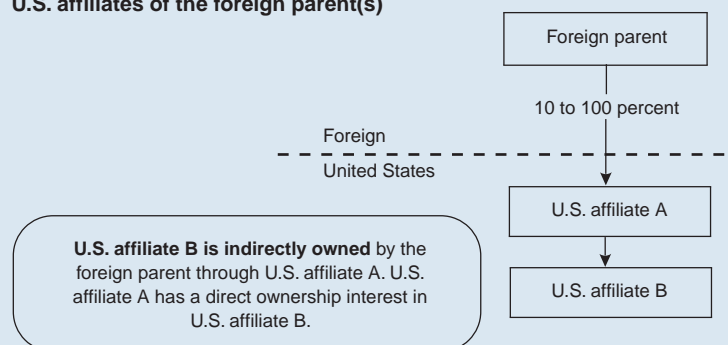 U.S. affiliates of the foreign parent(s)
Foreign parent
10 to 100 percent
Foreign
United States
U.S. affiliate A
U.S. affiliate B is indirectly owned by the
foreign parent through U.S. affiliate A. U.S.
affiliate A has a direct ownership interest in
U.S. affiliate B.
U.S. affiliate B